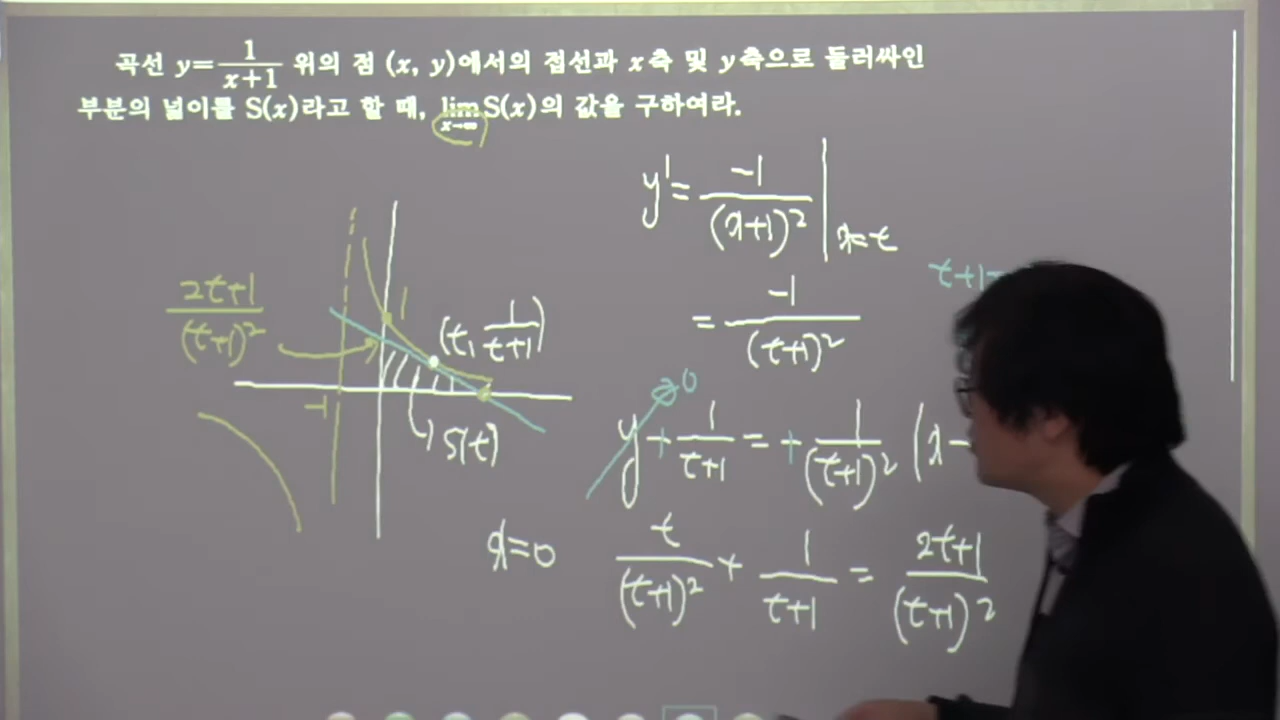 곡선 y=1/(x+1) 위의 점 (x, y)에서의 접선과 x축 및 y축으로 둘러싸인
부분의 넓이를 S(x)라고 할 때, lim x→∞ S(x)의 값을 구하여라.
y' = -1/(x+1)² | x=t
t+1
= -1/(t+1)²
(2t+1)/(t+1)²
1
(t, 1/(t+1))
-1
S(t)
0
y + 1/(t+1) = + 1/(t+1)² (x-
x=0
t/(t+1)² + 1/(t+1) = (2t+1)/(t+1)²